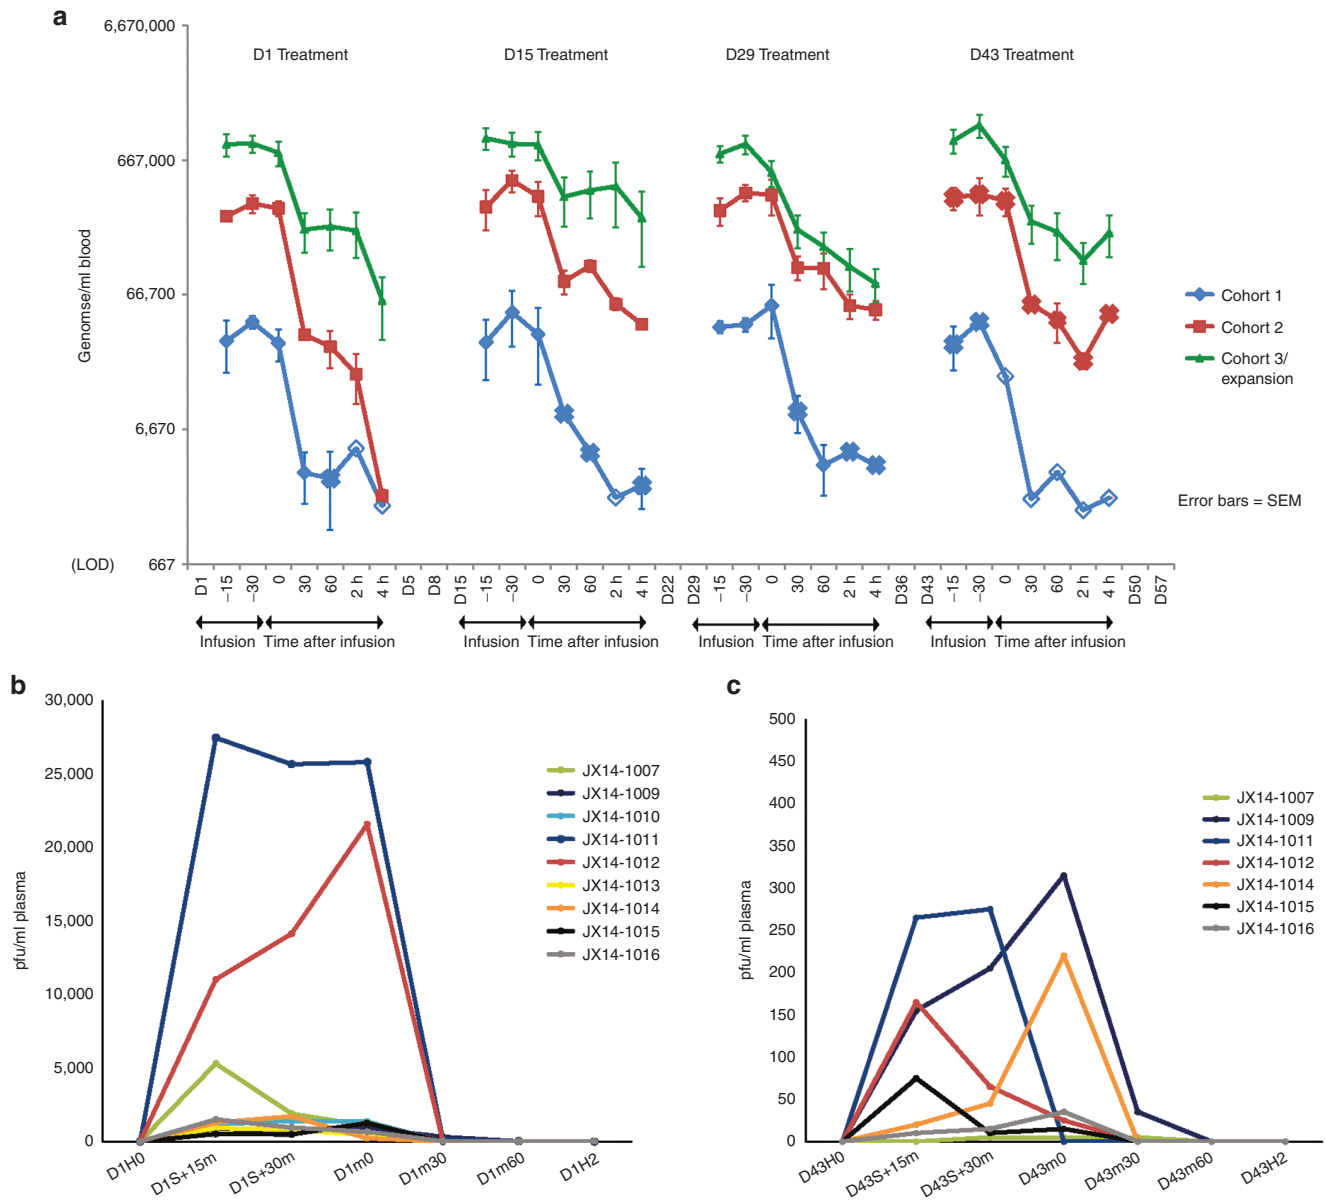 a
6,670,000
667,000
66,700
6,670
667
(LOD)
Genomse/ml blood
D1 Treatment
D15 Treatment
D29 Treatment
D43 Treatment
Cohort 1
Cohort 2
Cohort 3/
expansion
Error bars = SEM
D1
–15
–30
0
30
60
2 h
4 h
D5
D8
D15
–15
–30
0
30
60
2 h
4 h
D22
D29
–15
–30
0
30
60
2 h
4 h
D36
D43
–15
–30
0
30
60
2 h
4 h
D50
D57
Infusion Time after infusion
Infusion Time after infusion
Infusion Time after infusion
Infusion Time after infusion
b
30,000
25,000
20,000
15,000
10,000
5,000
0
pfu/ml plasma
JX14-1007
JX14-1009
JX14-1010
JX14-1011
JX14-1012
JX14-1013
JX14-1014
JX14-1015
JX14-1016
D1H0
D1S+15m
D1S+30m
D1m0
D1m30
D1m60
D1H2
c
500
450
400
350
300
250
200
150
100
50
0
pfu/ml plasma
JX14-1007
JX14-1009
JX14-1011
JX14-1012
JX14-1014
JX14-1015
JX14-1016
D43H0
D43S+15m
D43S+30m
D43m0
D43m30
D43m60
D43H2